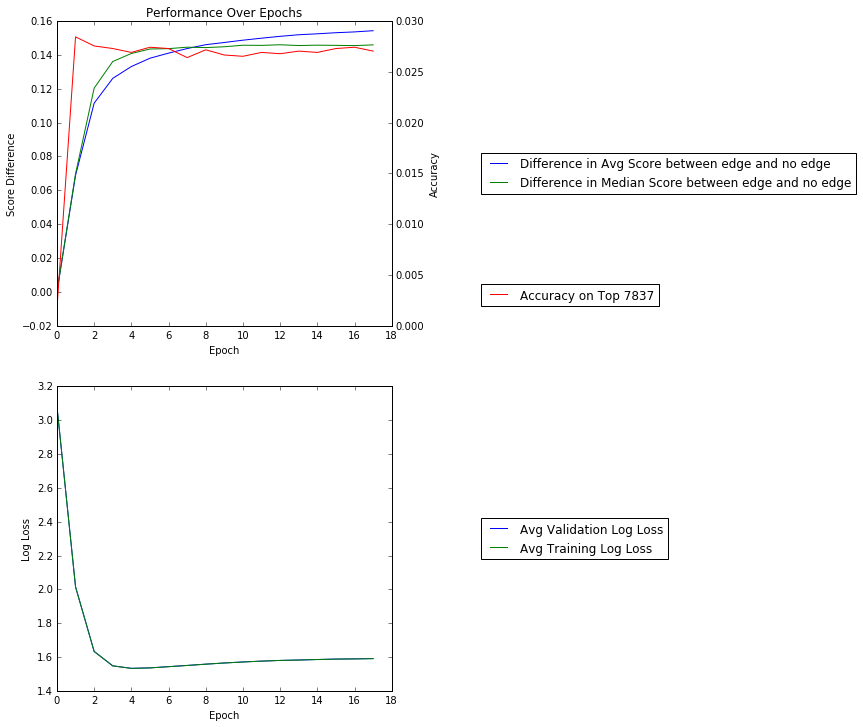 Performance Over Epochs
0.16
0.14
0.12
0.10
0.08
0.06
0.04
0.02
0.00
−0.02
Score Difference
0.030
0.025
0.020
0.015
0.010
0.005
0.000
Accuracy
0 2 4 6 8 10 12 14 16 18
Epoch
Difference in Avg Score between edge and no edge
Difference in Median Score between edge and no edge
Accuracy on Top 7837
3.2
3.0
2.8
2.6
2.4
2.2
2.0
1.8
1.6
1.4
Log Loss
0 2 4 6 8 10 12 14 16 18
Epoch
Avg Validation Log Loss
Avg Training Log Loss